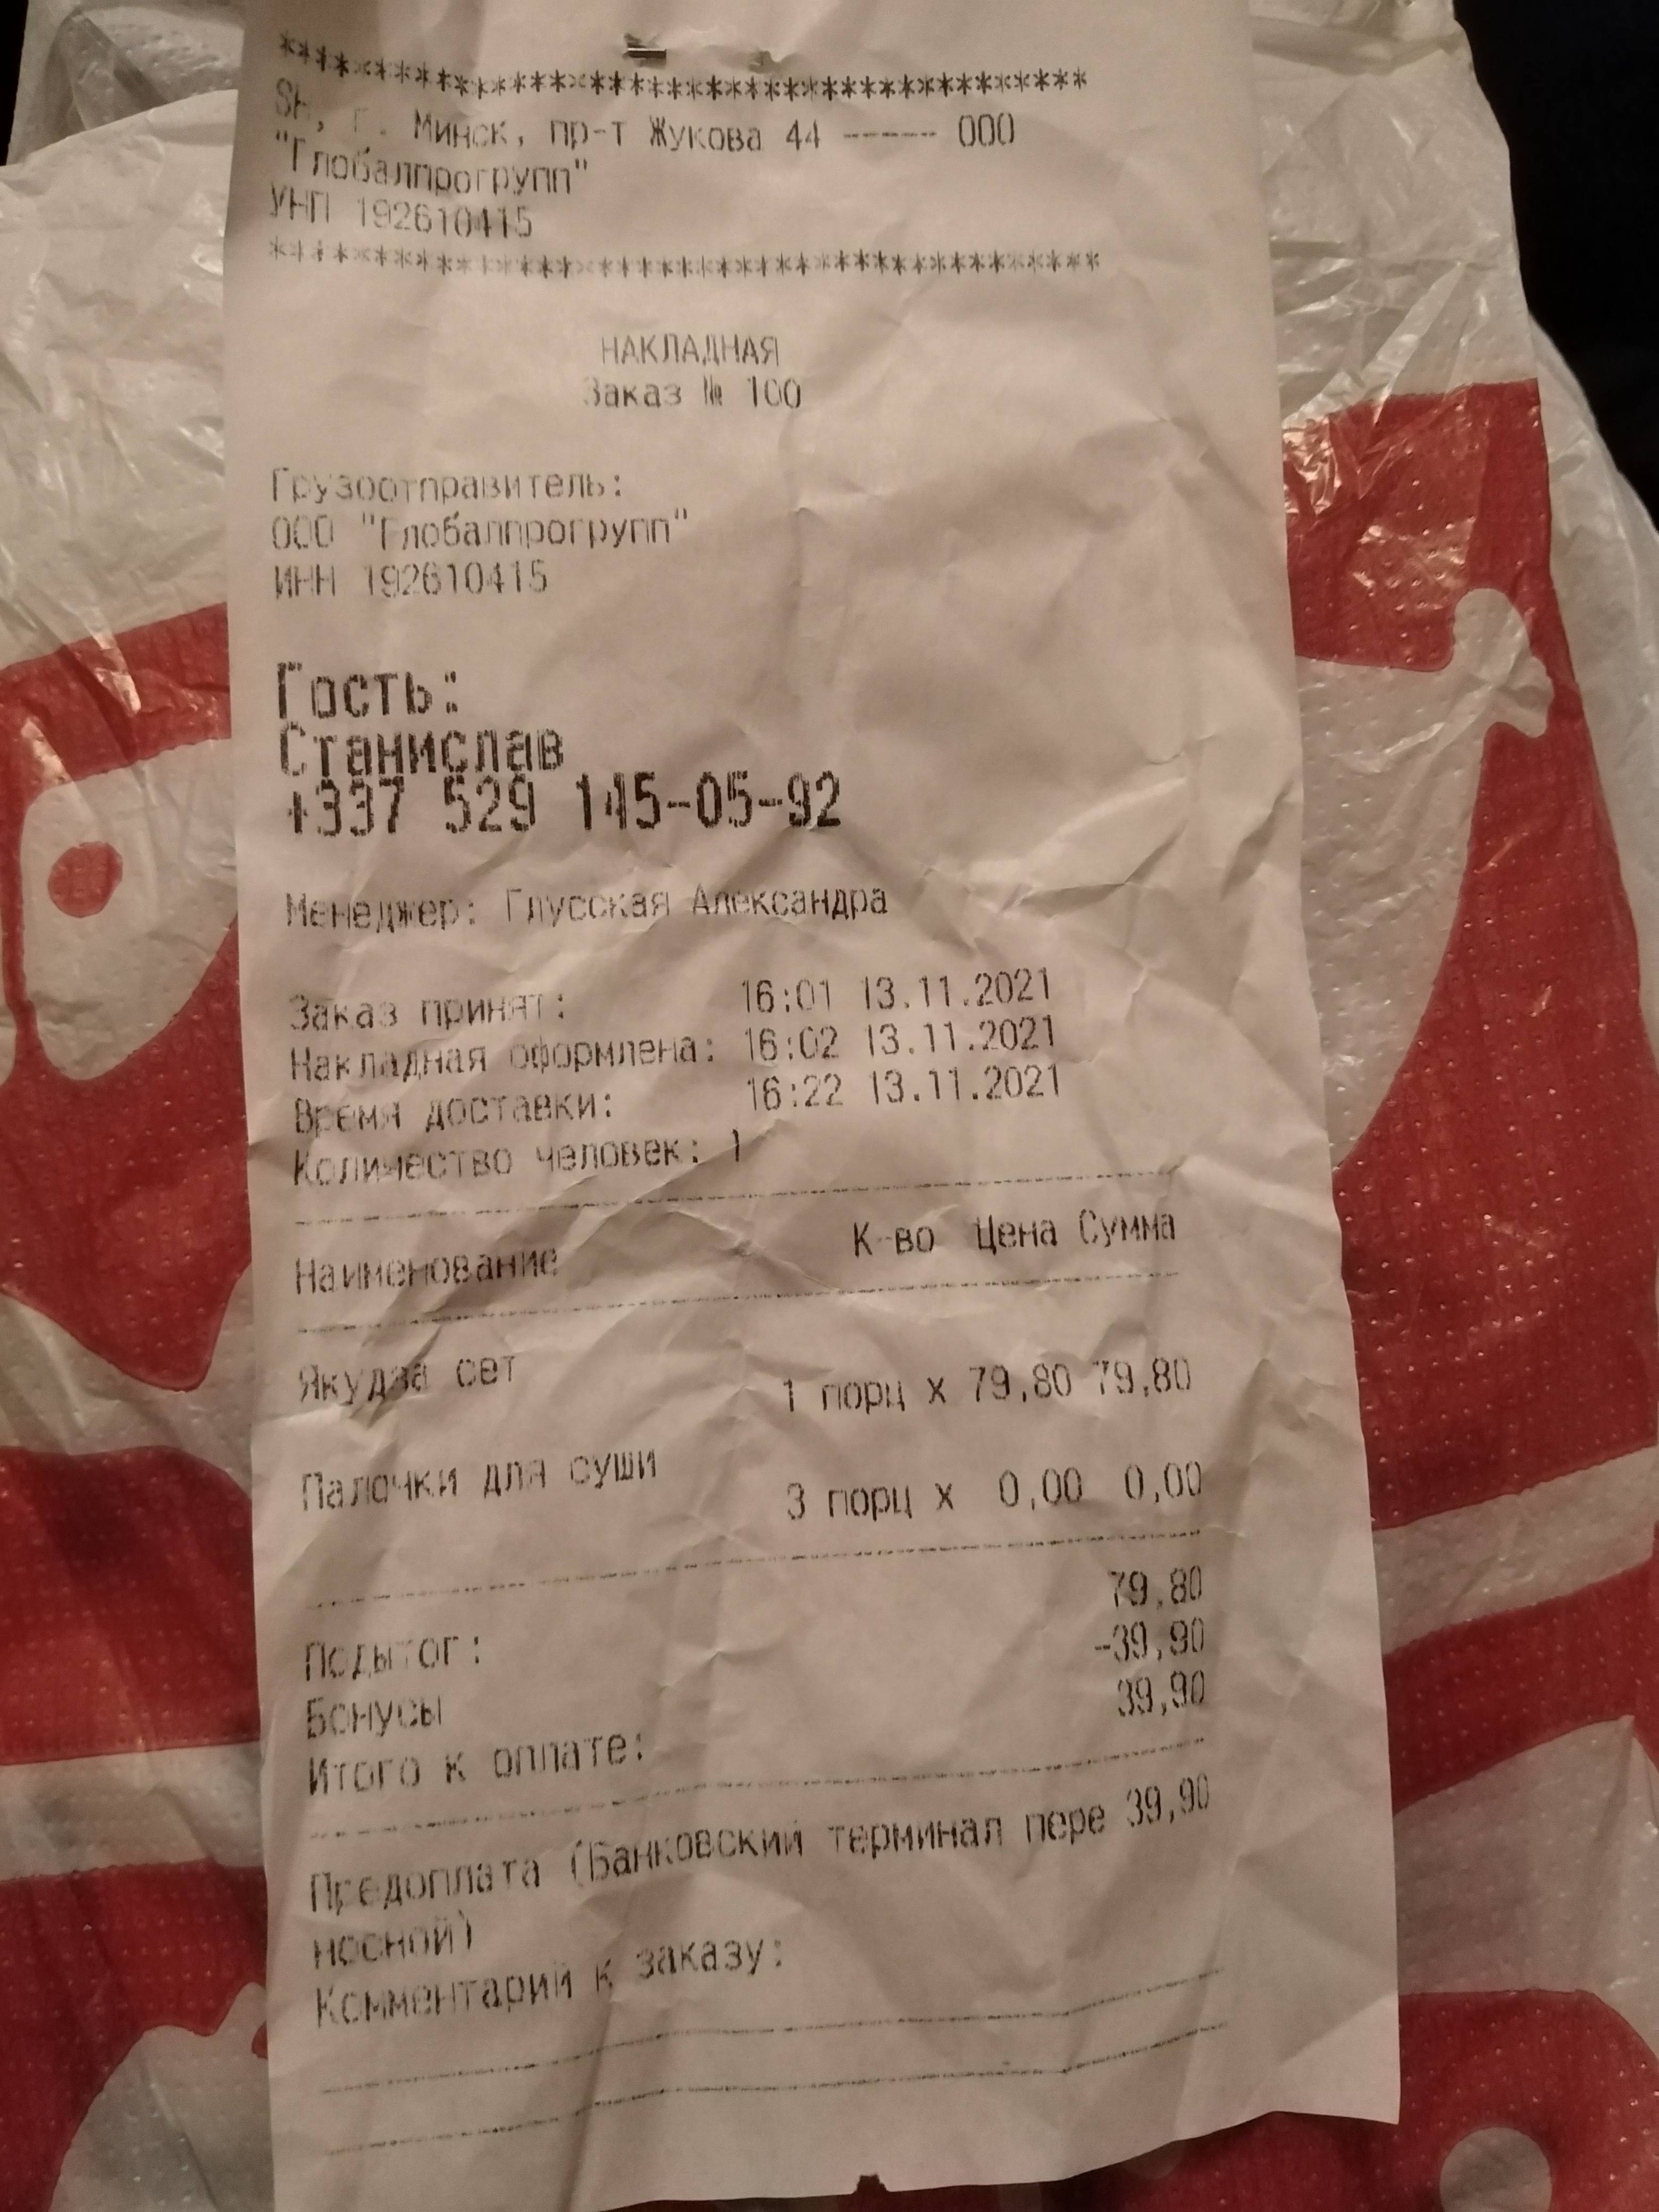 ****************************************
SH, г. Минск, пр-т Жукова 44 ------ ООО
"Глобалпрогрупп"
УНП 192610415
****************************************
НАКЛАДНАЯ
Заказ № 100
Грузоотправитель:
ООО "Глобалпрогрупп"
ИНН 192610415
Гость:
Станислав
+337 529 145-05-92
Менеджер: Глусская Александра
Заказ принят: 16:01 13.11.2021
Накладная оформлена: 16:02 13.11.2021
Время доставки: 16:22 13.11.2021
Количество человек: 1
Наименование К-во Цена Сумма
Якудза сет
1 порц x 79,80 79,80
Палочки для суши
3 порц x 0,00 0,00
Подытог: 79,80
Бонусы -39,90
Итого к оплате: 39,90
Предоплата (Банковский терминал пере 39,90
носной)
Комментарий к заказу: